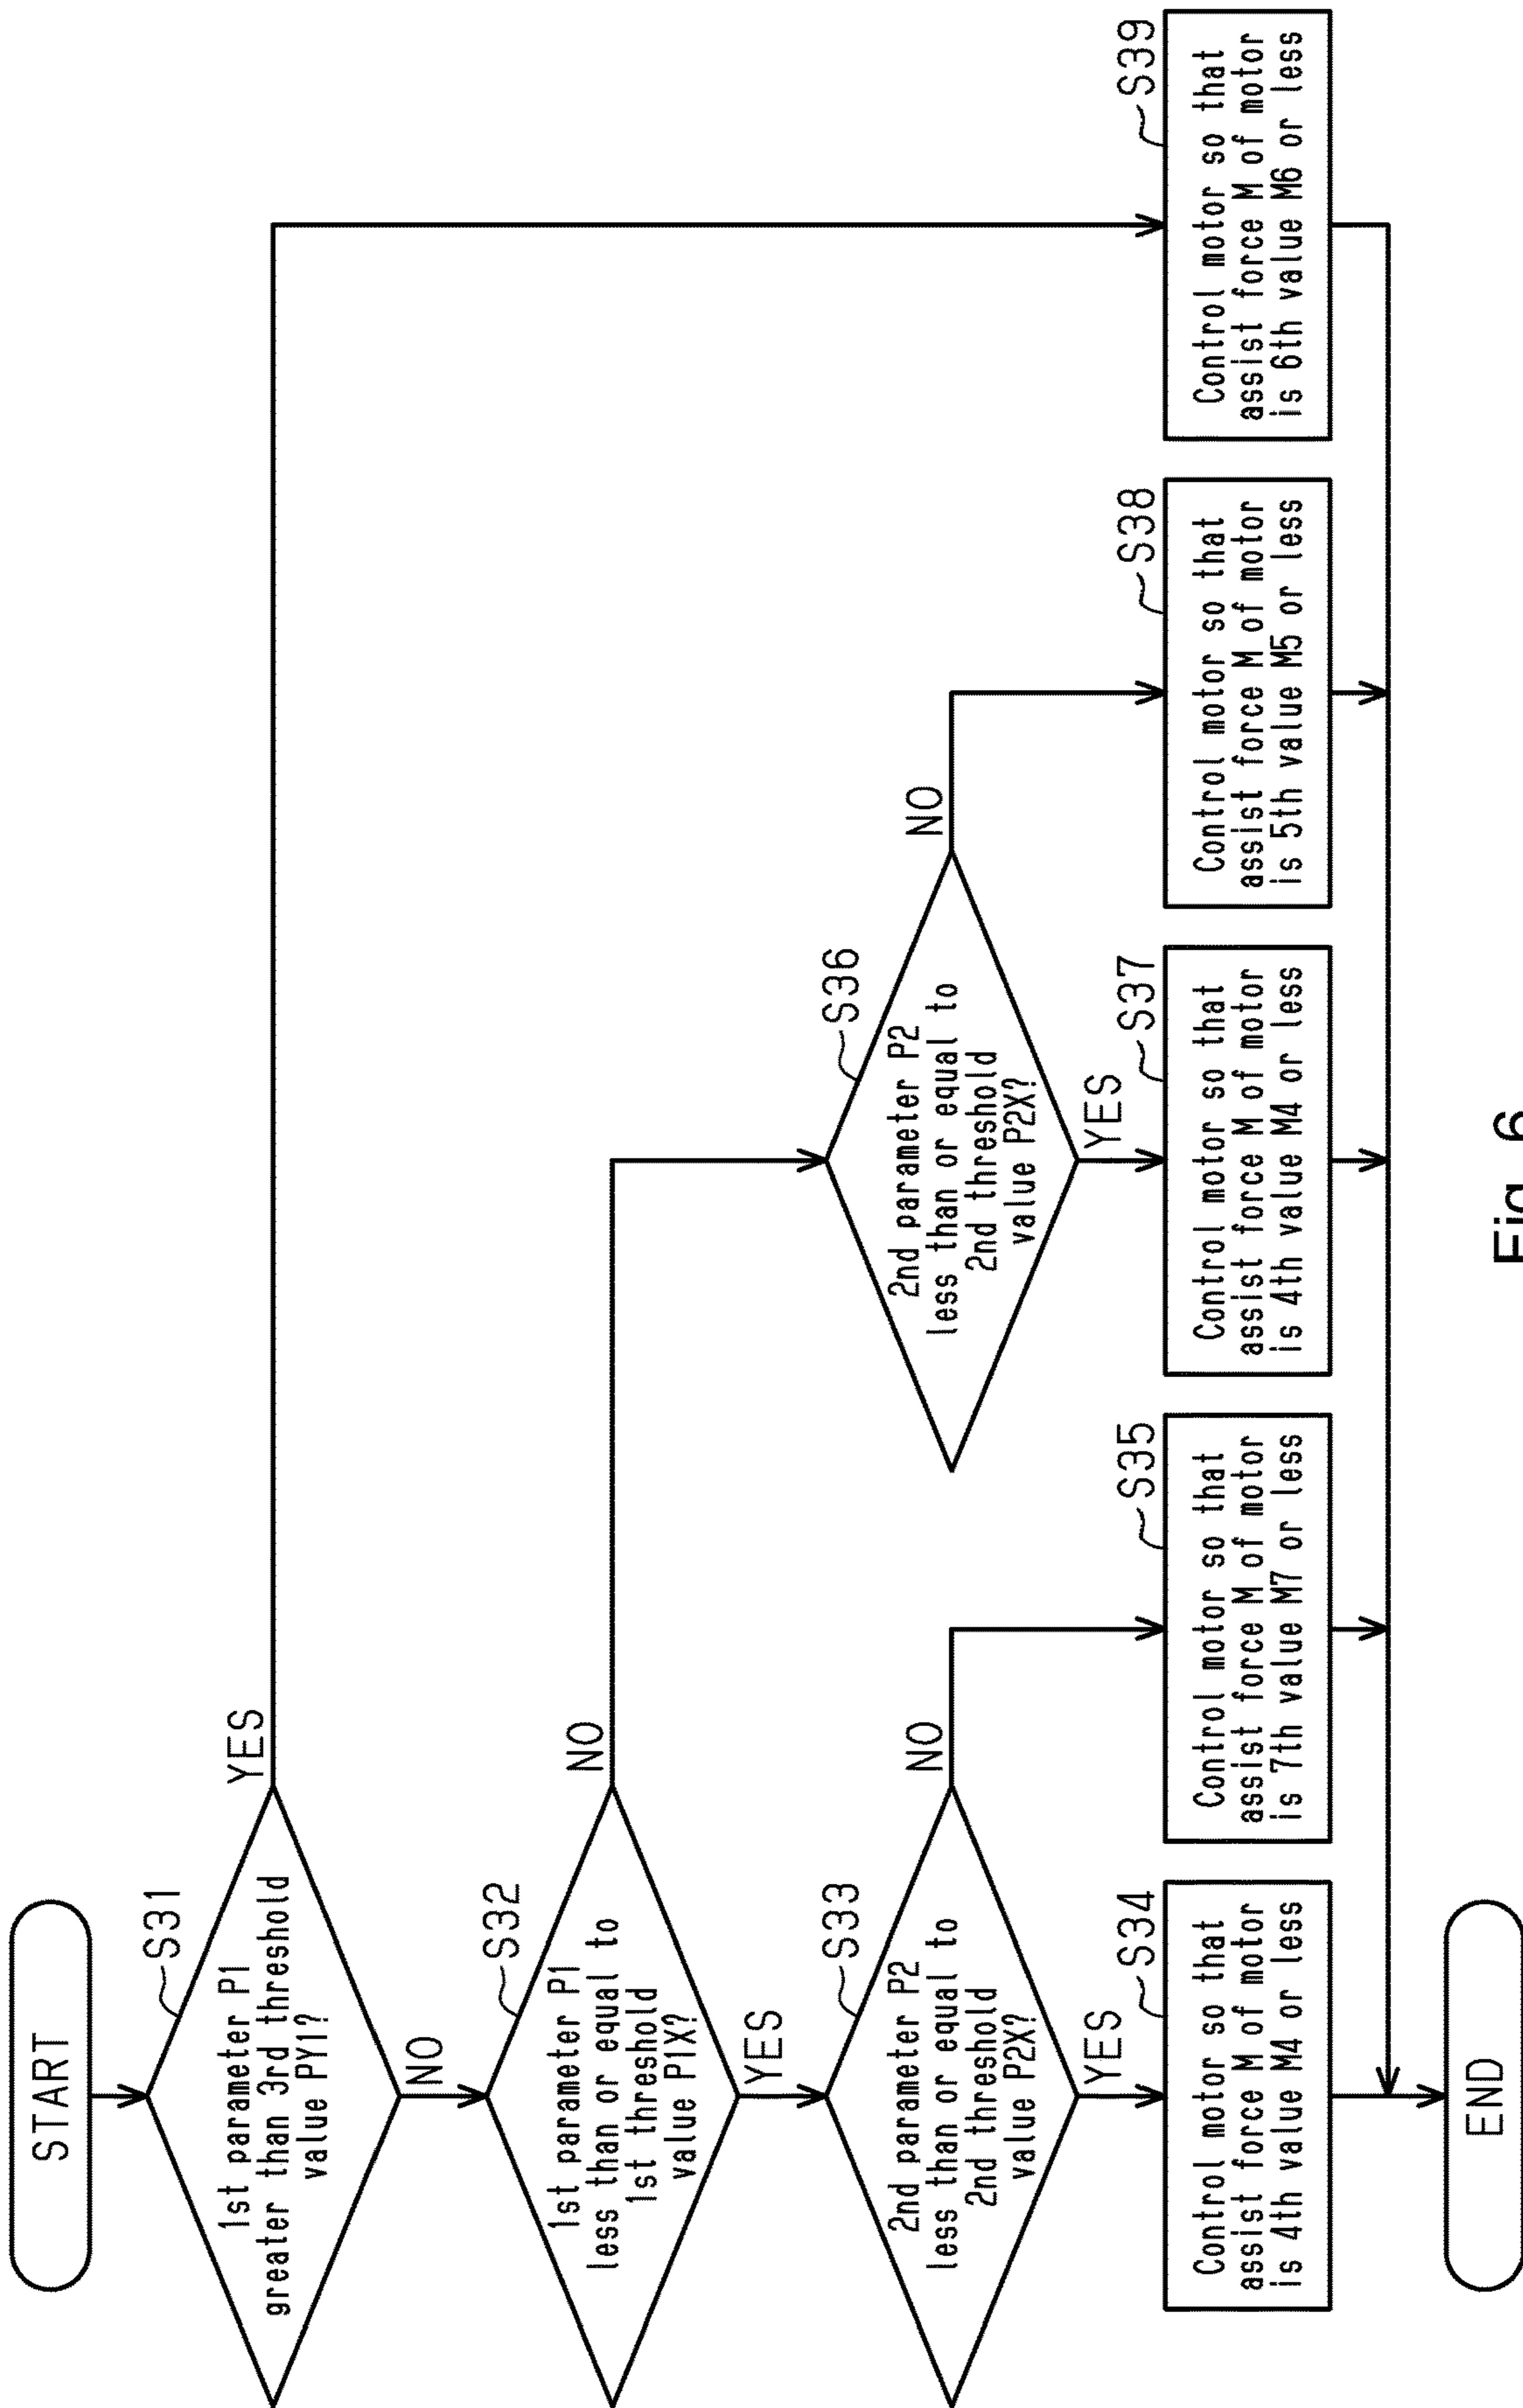 START
S31
1st parameter P1
greater than 3rd threshold
value PY1?
YES
NO
S32
1st parameter P1
less than or equal to
1st threshold
value P1X?
NO
YES
S33
2nd parameter P2
less than or equal to
2nd threshold
value P2X?
NO
YES
S36
2nd parameter P2
less than or equal to
2nd threshold
value P2X?
NO
YES
S34
Control motor so that
assist force M of motor
is 4th value M4 or less
S35
Control motor so that
assist force M of motor
is 7th value M7 or less
S37
Control motor so that
assist force M of motor
is 4th value M4 or less
S38
Control motor so that
assist force M of motor
is 5th value M5 or less
S39
Control motor so that
assist force M of motor
is 6th value M6 or less
END
Fig. 6